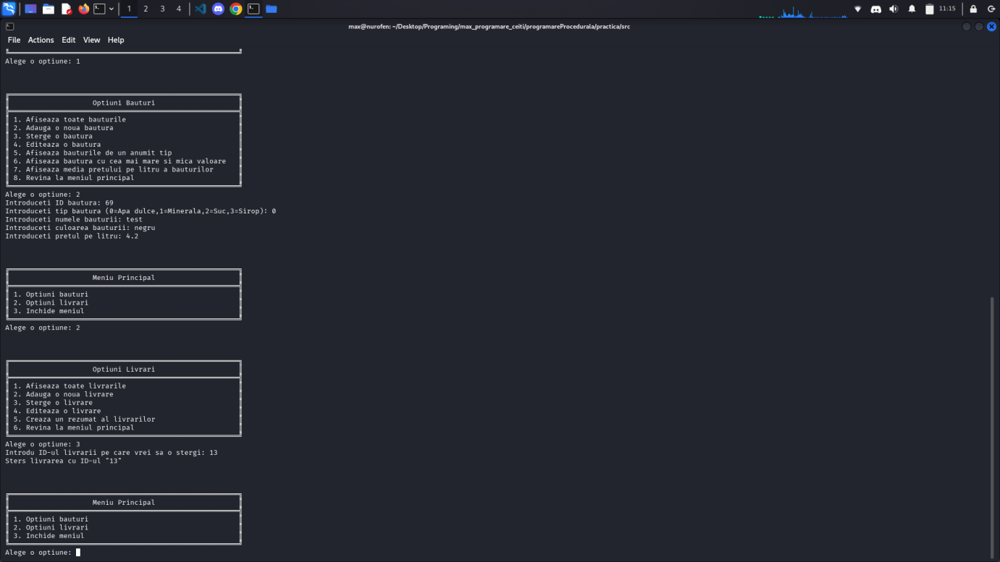 1 2 3 4
11:15
max@nurofen: ~/Desktop/Programing/max_programare_ceiti/programareProcedurala/practica/src
File Actions Edit View Help
Alege o optiune: 1
Optiuni Bauturi
1. Afiseaza toate bauturile
2. Adauga o noua bautura
3. Sterge o bautura
4. Editeaza o bautura
5. Afiseaza bauturile de un anumit tip
6. Afiseaza bautura cu cea mai mare si mica valoare
7. Afiseaza media pretului pe litru a bauturilor
8. Revina la meniul principal
Alege o optiune: 2
Introduceti ID bautura: 69
Introduceti tip bautura (0=Apa dulce,1=Minerala,2=Suc,3=Sirop): 0
Introduceti numele bauturii: test
Introduceti culoarea bauturii: negru
Introduceti pretul pe litru: 4.2
Meniu Principal
1. Optiuni bauturi
2. Optiuni livrari
3. Inchide meniul
Alege o optiune: 2
Optiuni Livrari
1. Afiseaza toate livrarile
2. Adauga o noua livrare
3. Sterge o livrare
4. Editeaza o livrare
5. Creaza un rezumat al livrarilor
6. Revina la meniul principal
Alege o optiune: 3
Introdu ID-ul livrarii pe care vrei sa o stergi: 13
Sters livrarea cu ID-ul "13"
Meniu Principal
1. Optiuni bauturi
2. Optiuni livrari
3. Inchide meniul
Alege o optiune: